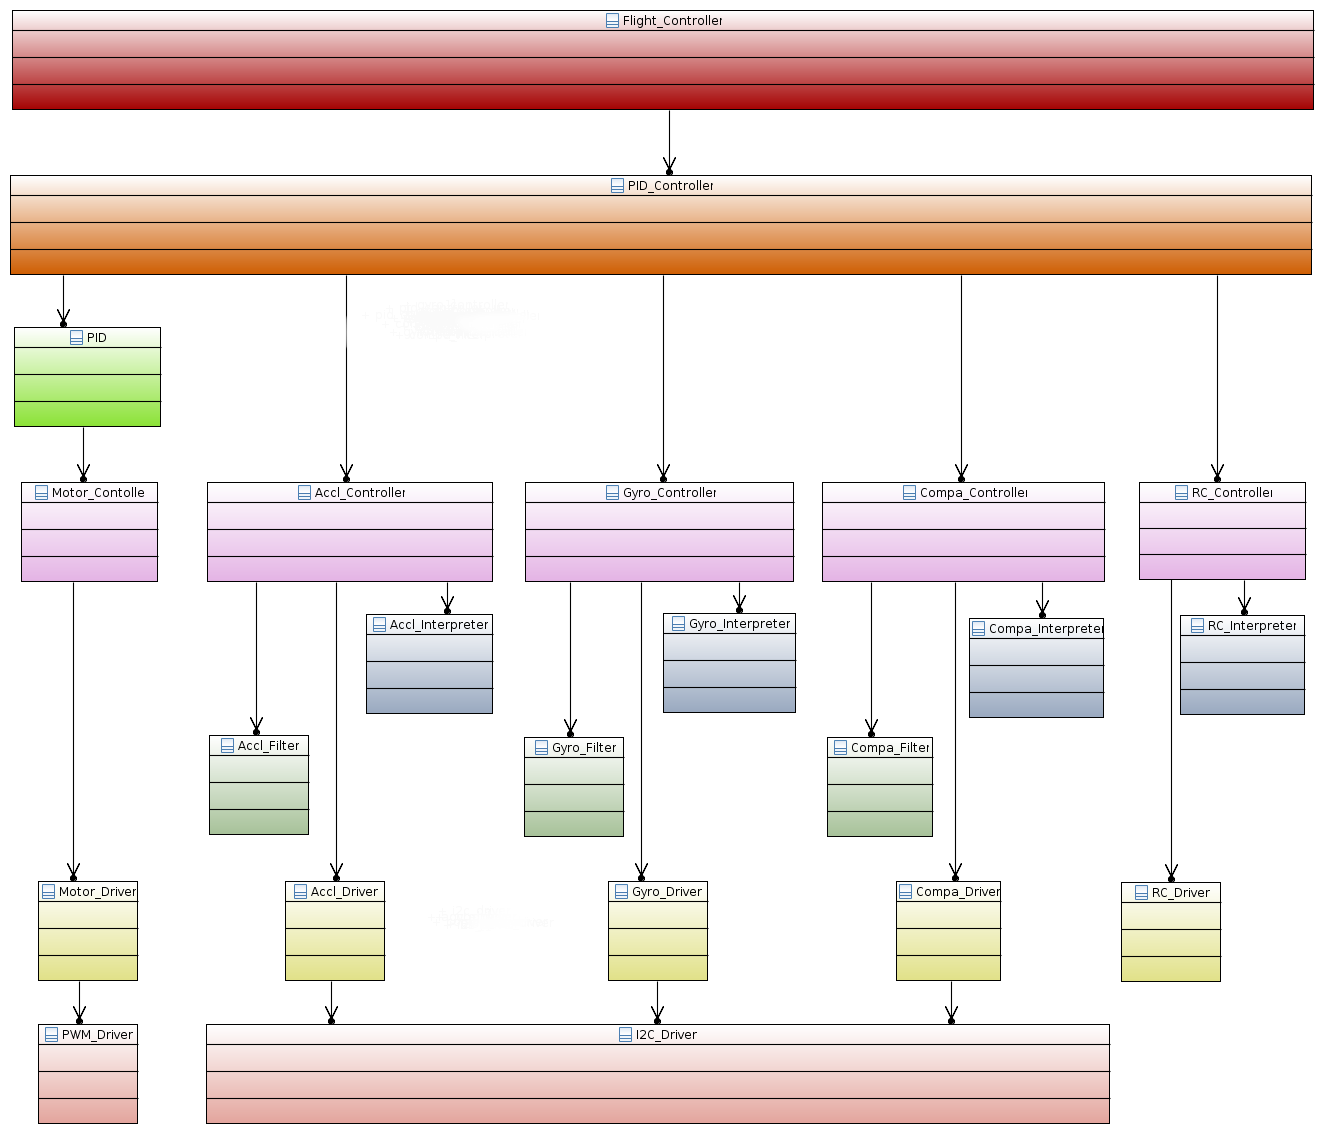 Flight_Controller
PID_Controller
PID
Motor_Contolle
Accl_Controller
Gyro_Controller
Compa_Controller
RC_Controller
Accl_Interpreter
Gyro_Interpreter
Compa_Interpreter
RC_Interpreter
Accl_Filter
Gyro_Filter
Compa_Filter
Motor_Driver
Accl_Driver
Gyro_Driver
Compa_Driver
RC_Driver
PWM_Driver
I2C_Driver